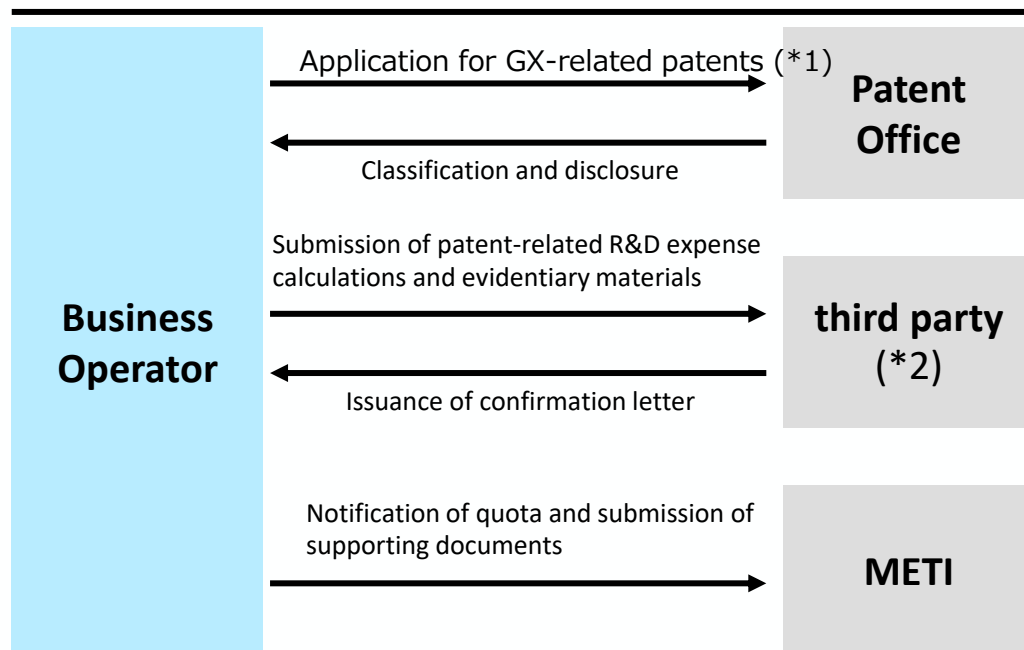 Application for GX-related patents (*1)
Patent
Office
Classification and disclosure
Submission of patent-related R&D expense
calculations and evidentiary materials
Business
Operator
third party
(*2)
Issuance of confirmation letter
Notification of quota and submission of
supporting documents
METI